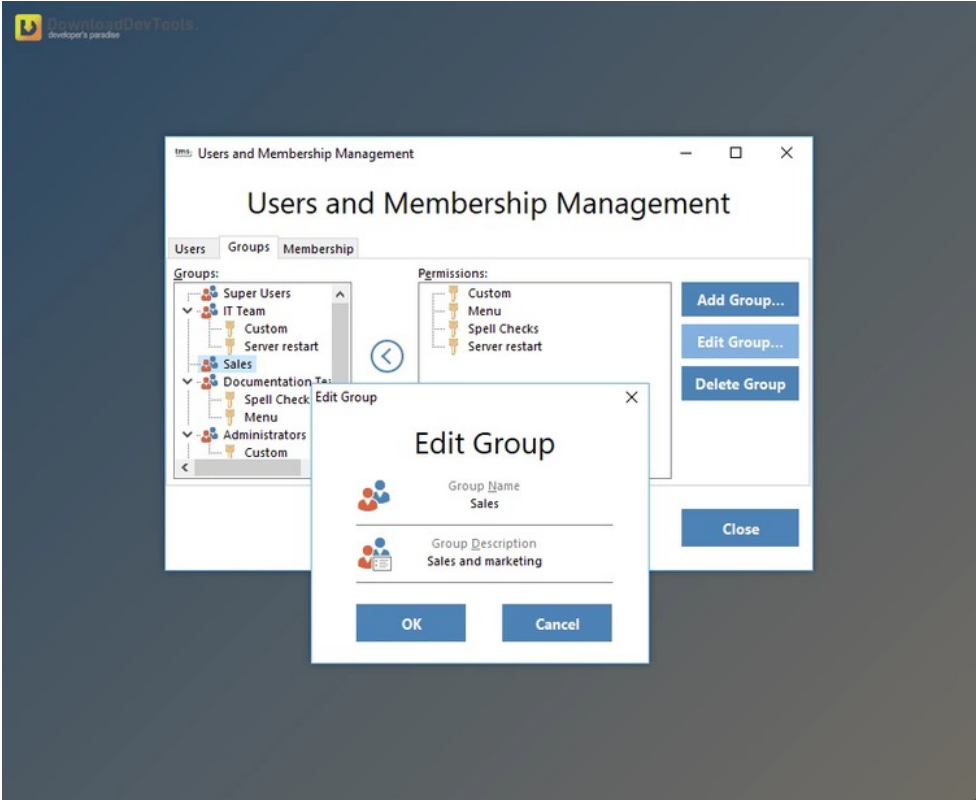 DownloadDevTools
developer's paradise
tms; Users and Membership Management
Users and Membership Management
Users Groups Membership
Groups:
Super Users
IT Team
Custom
Server restart
Sales
Documentation Te
Spell Check
Menu
Administrators
Custom
Permissions:
Custom
Menu
Spell Checks
Server restart
Add Group...
Edit Group...
Delete Group
Close
Edit Group
Edit Group
Group Name
Sales
Group Description
Sales and marketing
OK Cancel